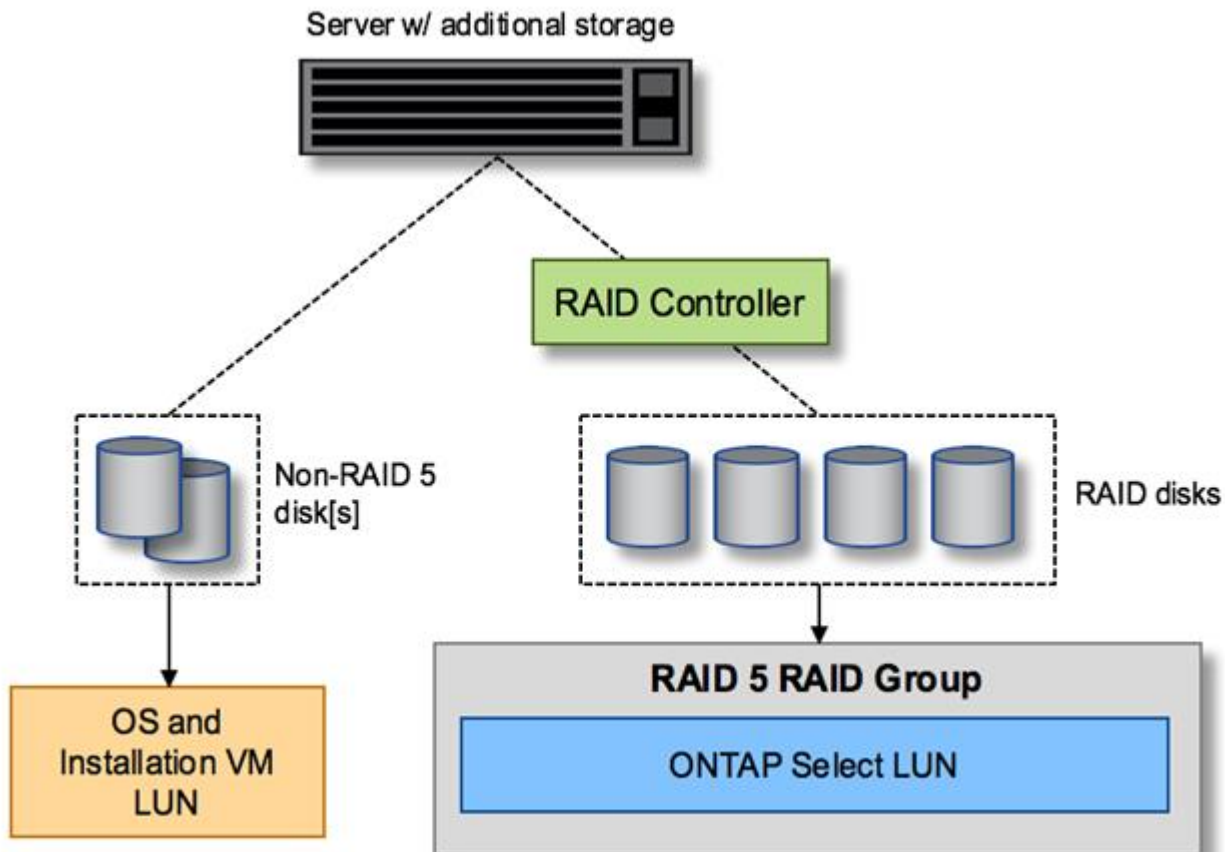 Server w/ additional storage
RAID Controller
Non-RAID 5
disk[s]
RAID disks
OS and
Installation VM
LUN
RAID 5 RAID Group
ONTAP Select LUN